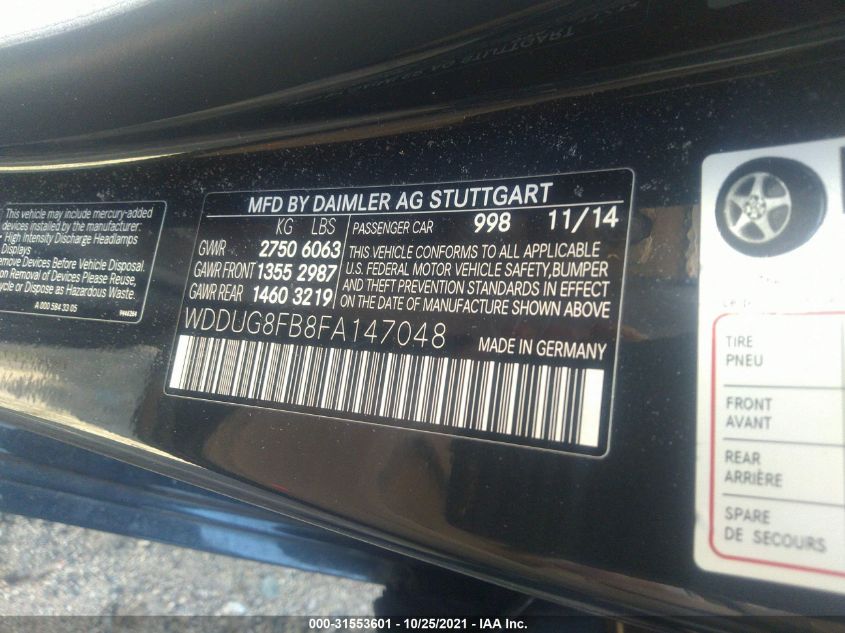 This vehicle may include mercury-added
devices installed by the manufacturer:
High Intensity Discharge Headlamps
Displays
Remove Devices Before Vehicle Disposal.
on Removal of Devices Please Reuse,
cycle or Dispose as Hazardous Waste.
A 000 584 33 05
MFD BY DAIMLER AG STUTTGART
KG LBS
GVWR 2750 6063
GAWR FRONT 1355 2987
GAWR REAR 1460 3219
PASSENGER CAR 998 11/14
THIS VEHICLE CONFORMS TO ALL APPLICABLE
U.S. FEDERAL MOTOR VEHICLE SAFETY,BUMPER
AND THEFT PREVENTION STANDARDS IN EFFECT
ON THE DATE OF MANUFACTURE SHOWN ABOVE
WDDUG8FB8FA147048
MADE IN GERMANY
TIRE
PNEU
FRONT
AVANT
REAR
ARRIÈRE
SPARE
DE SECOURS
000-31553601 - 10/25/2021 - IAA Inc.